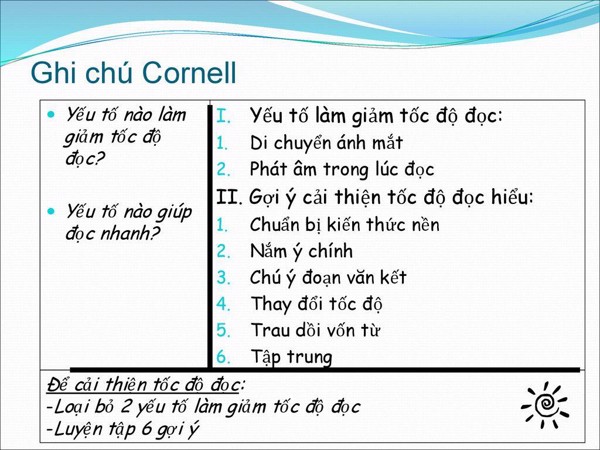 Ghi chú Cornell
• Yếu tố nào làm
giảm tốc độ
đọc?
• Yếu tố nào giúp
đọc nhanh?
I. Yếu tố làm giảm tốc độ đọc:
1. Di chuyển ánh mắt
2. Phát âm trong lúc đọc
II. Gợi ý cải thiện tốc độ đọc hiểu:
1. Chuẩn bị kiến thức nền
2. Nắm ý chính
3. Chú ý đoạn văn kết
4. Thay đổi tốc độ
5. Trau dồi vốn từ
6. Tập trung
Để cải thiện tốc độ đọc:
-Loại bỏ 2 yếu tố làm giảm tốc độ đọc
-Luyện tập 6 gợi ý